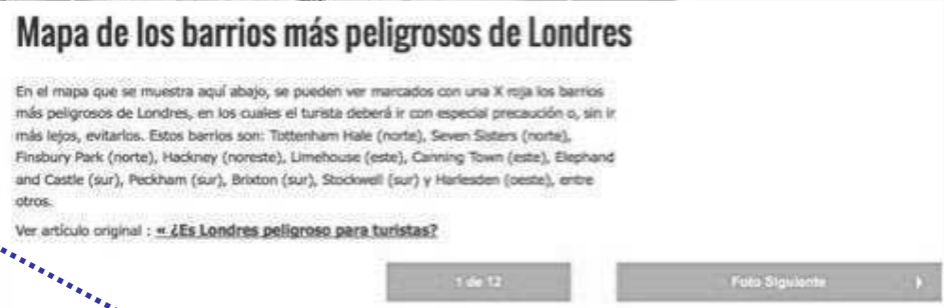 Mapa de los barrios más peligrosos de Londres
En el mapa que se muestra aquí abajo, se pueden ver marcados con una X roja los barrios
más peligrosos de Londres, en los cuales el turista deberá ir con especial precaución o, sin ir
más lejos, evitarlos. Estos barrios son: Tottenham Hale (norte), Seven Sisters (norte),
Finsbury Park (norte), Hackney (noreste), Limehouse (este), Canning Town (este), Elephand
and Castle (sur), Peckham (sur), Brixton (sur), Stockwell (sur) y Harlesden (oeste), entre
otros.
Ver artículo original : « ¿Es Londres peligroso para turistas?
1 de 12
Foto Siguiente